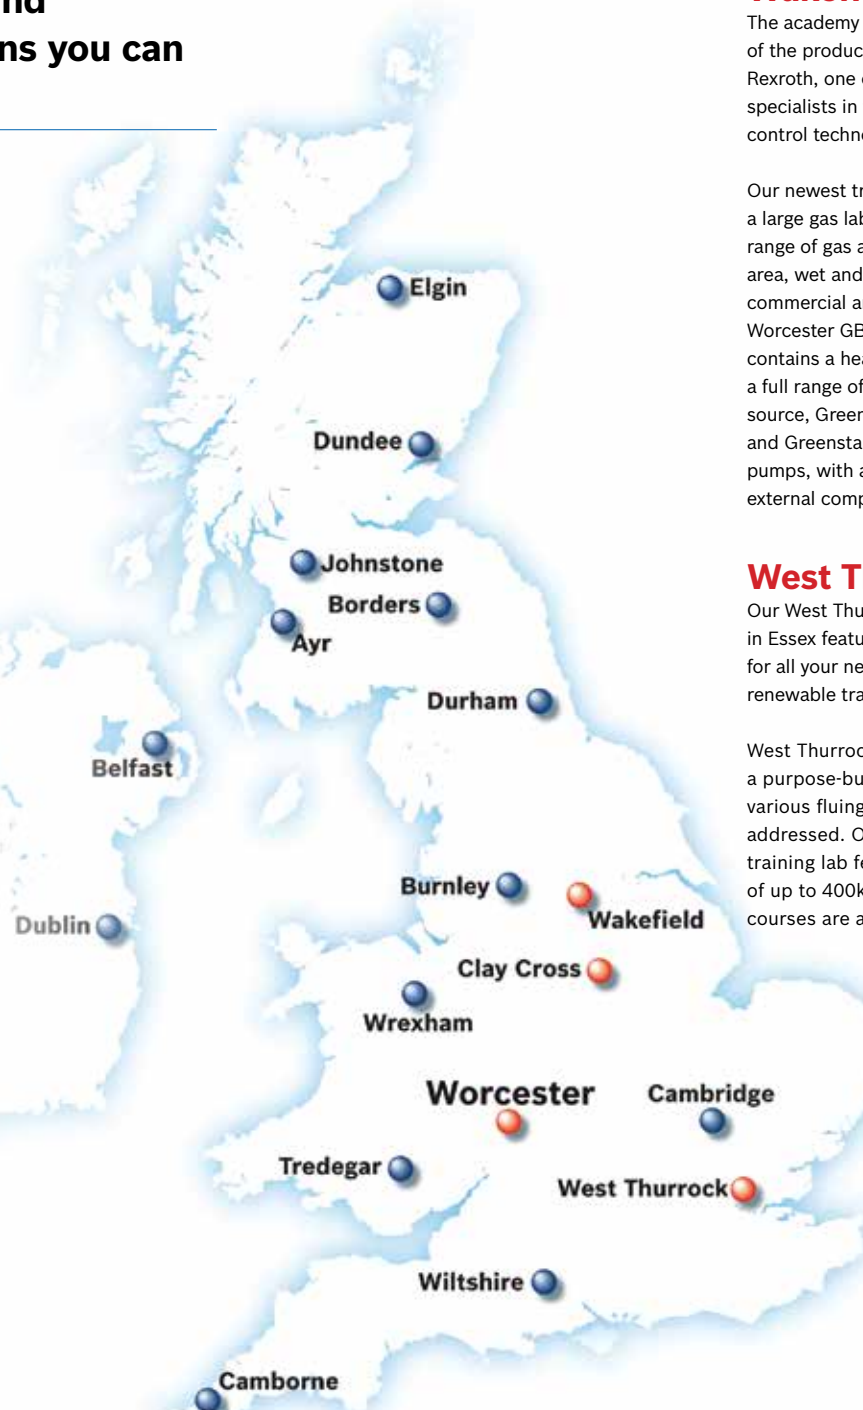 ns you can
Elgin
Dundee
Johnstone
Borders
Ayr
Durham
Belfast
Burnley
Wakefield
Dublin
Clay Cross
Wrexham
Worcester
Cambridge
Tredegar
West Thurrock
Wiltshire
Camborne
The academy
of the produc
Rexroth, one
specialists in
control techn
Our newest tr
a large gas lab
range of gas a
area, wet and
commercial a
Worcester GB
contains a hea
a full range of
source, Green
and Greensta
pumps, with a
external comp
West T
Our West Thu
in Essex featu
for all your ne
renewable tra
West Thurroc
a purpose-bu
various fluing
addressed. O
training lab fe
of up to 400k
courses are a